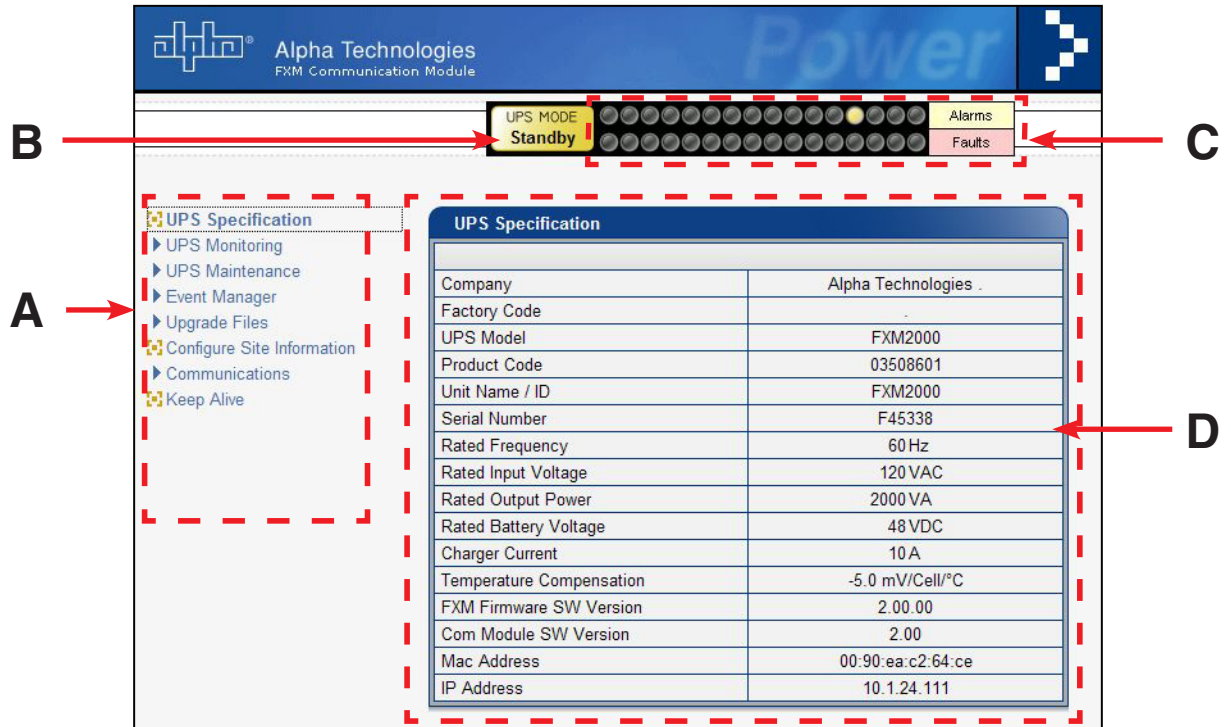 alpha®
Alpha Technologies
FXM Communication Module
Power
B
UPS MODE
Standby
Alarms
Faults
C
A
UPS Specification
UPS Monitoring
UPS Maintenance
Event Manager
Upgrade Files
Configure Site Information
Communications
Keep Alive
UPS Specification
Company Alpha Technologies .
Factory Code .
UPS Model FXM2000
Product Code 03508601
Unit Name / ID FXM2000
Serial Number F45338
Rated Frequency 60 Hz
Rated Input Voltage 120 VAC
Rated Output Power 2000 VA
Rated Battery Voltage 48 VDC
Charger Current 10 A
Temperature Compensation -5.0 mV/Cell/°C
FXM Firmware SW Version 2.00.00
Com Module SW Version 2.00
Mac Address 00:90:ea:c2:64:ce
IP Address 10.1.24.111
D